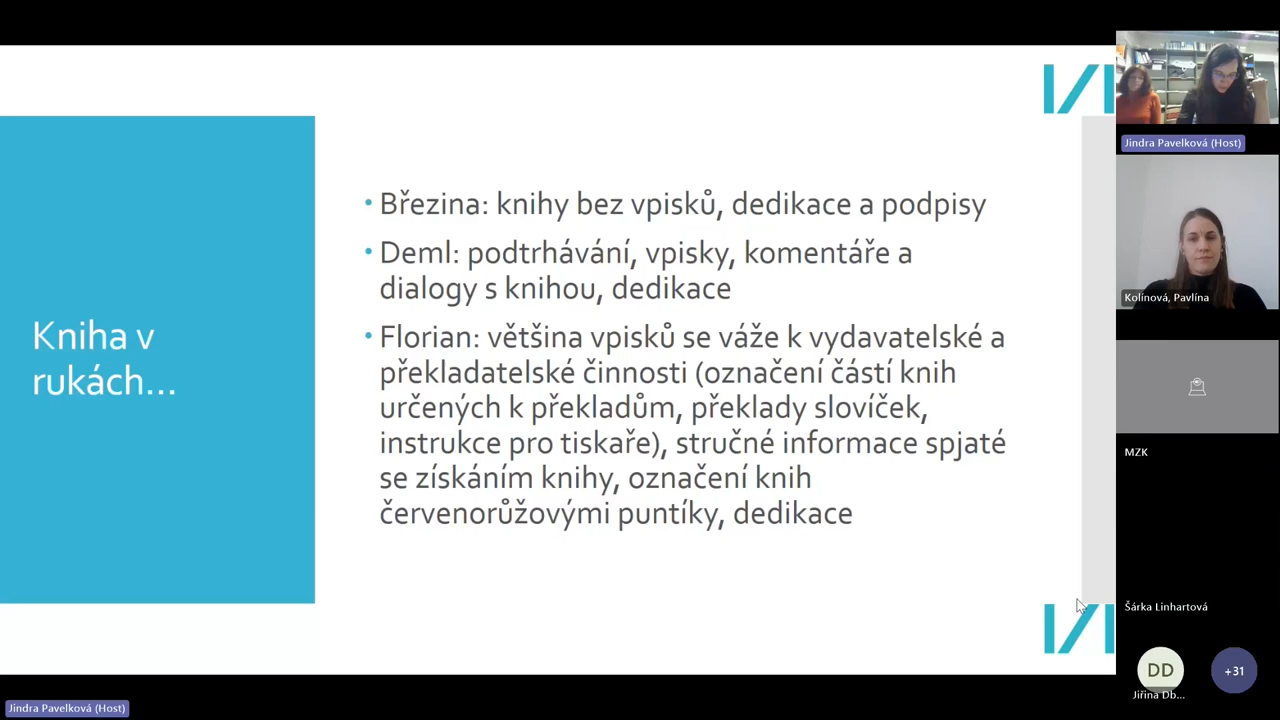 Kniha v
rukách...
• Březina: knihy bez vpisků, dedikace a podpisy
• Deml: podtrhávání, vpisky, komentáře a
dialogy s knihou, dedikace
• Florian: většina vpisků se váže k vydavatelské a
překladatelské činnosti (označení částí knih
určených k překladům, překlady slovíček,
instrukce pro tiskaře), stručné informace spjaté
se získáním knihy, označení knih
červenorůžovými puntíky, dedikace
Jindra Pavelková (Host)
Kolínová, Pavlína
MZK
Šárka Linhartová
DD
Jiřina Db...
+31
Jindra Pavelková (Host)